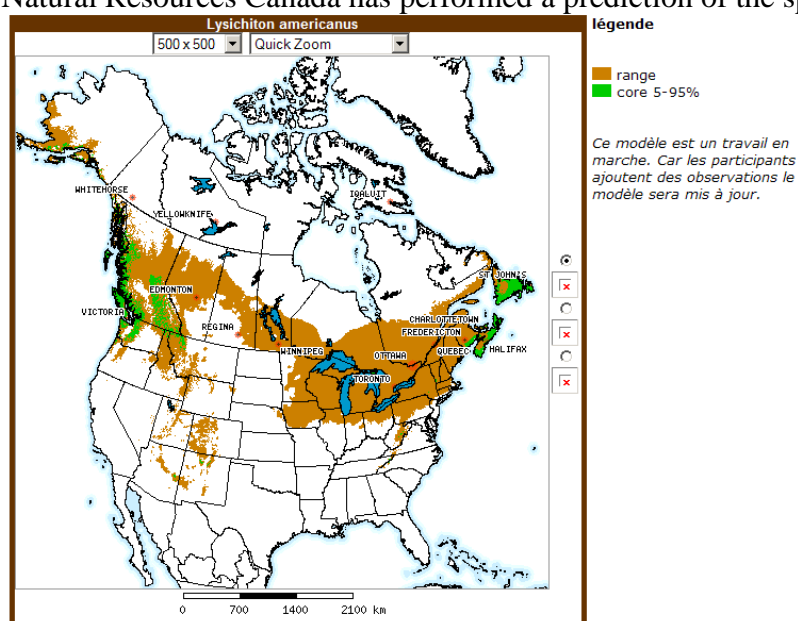 Natural Resources Canada has performed a prediction of the sp
Lysichiton americanus
500 x 500
Quick Zoom
légende
range
core 5-95%
Ce modèle est un travail en
marche. Car les participants
ajoutent des observations le
modèle sera mis à jour.
WHITEHORSE
IQALUIT
YELLOWKNIFE
ST JOHN'S
EDMONTON
VICTORIA
CHARLOTTETOWN
REGINA
FREDERICTON
WINNIPEG
OTTAWA
QUEBEC
HALIFAX
TORONTO
0 700 1400 2100 km